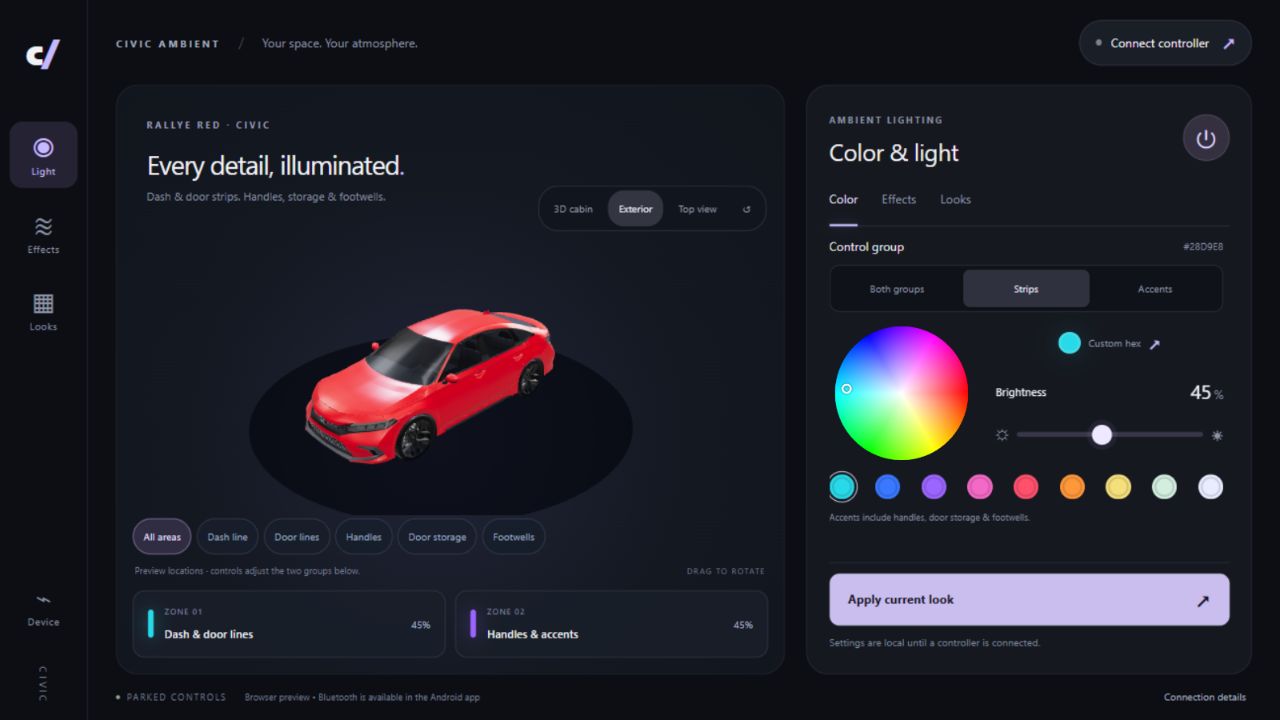 c/
CIVIC AMBIENT / Your space. Your atmosphere.
Connect controller ↗
Light
Effects
Looks
Device
CIVIC
RALLYE RED · CIVIC
Every detail, illuminated.
Dash & door strips. Handles, storage & footwells.
3D cabin Exterior Top view ↺
All areas Dash line Door lines Handles Door storage Footwells
Preview locations · controls adjust the two groups below.
DRAG TO ROTATE
ZONE 01
Dash & door lines
45%
ZONE 02
Handles & accents
45%
AMBIENT LIGHTING
Color & light
Color Effects Looks
Control group
#28D9E8
Both groups Strips Accents
Custom hex ↗
Brightness
45 %
Accents include handles, door storage & footwells.
Apply current look ↗
Settings are local until a controller is connected.
PARKED CONTROLS
Browser preview • Bluetooth is available in the Android app
Connection details